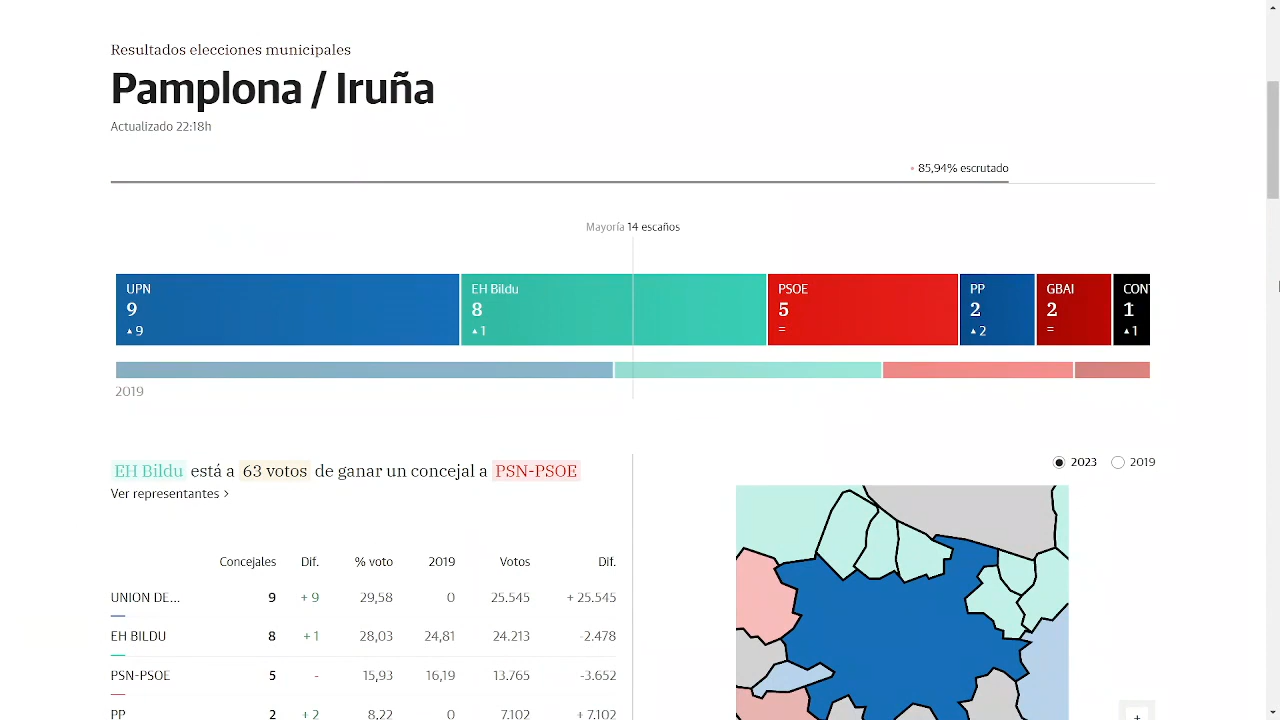 Resultados elecciones municipales
Pamplona / Iruña
Actualizado 22:18h
85,94% escrutado
Mayoría 14 escaños
UPN
9
▲ 9
EH Bildu
8
▲ 1
PSOE
5
=
PP
2
▲ 2
GBAI
2
=
CON
1
▲ 1
2019
EH Bildu está a 63 votos de ganar un concejal a PSN-PSOE
Ver representantes >
2023 2019
Concejales Dif. % voto 2019 Votos Dif.
UNION DE... 9 + 9 29,58 0 25.545 + 25.545
EH BILDU 8 + 1 28,03 24,81 24.213 -2.478
PSN-PSOE 5 - 15,93 16,19 13.765 -3.652
PP 2 + 2 8,22 0 7.102 + 7.102
+